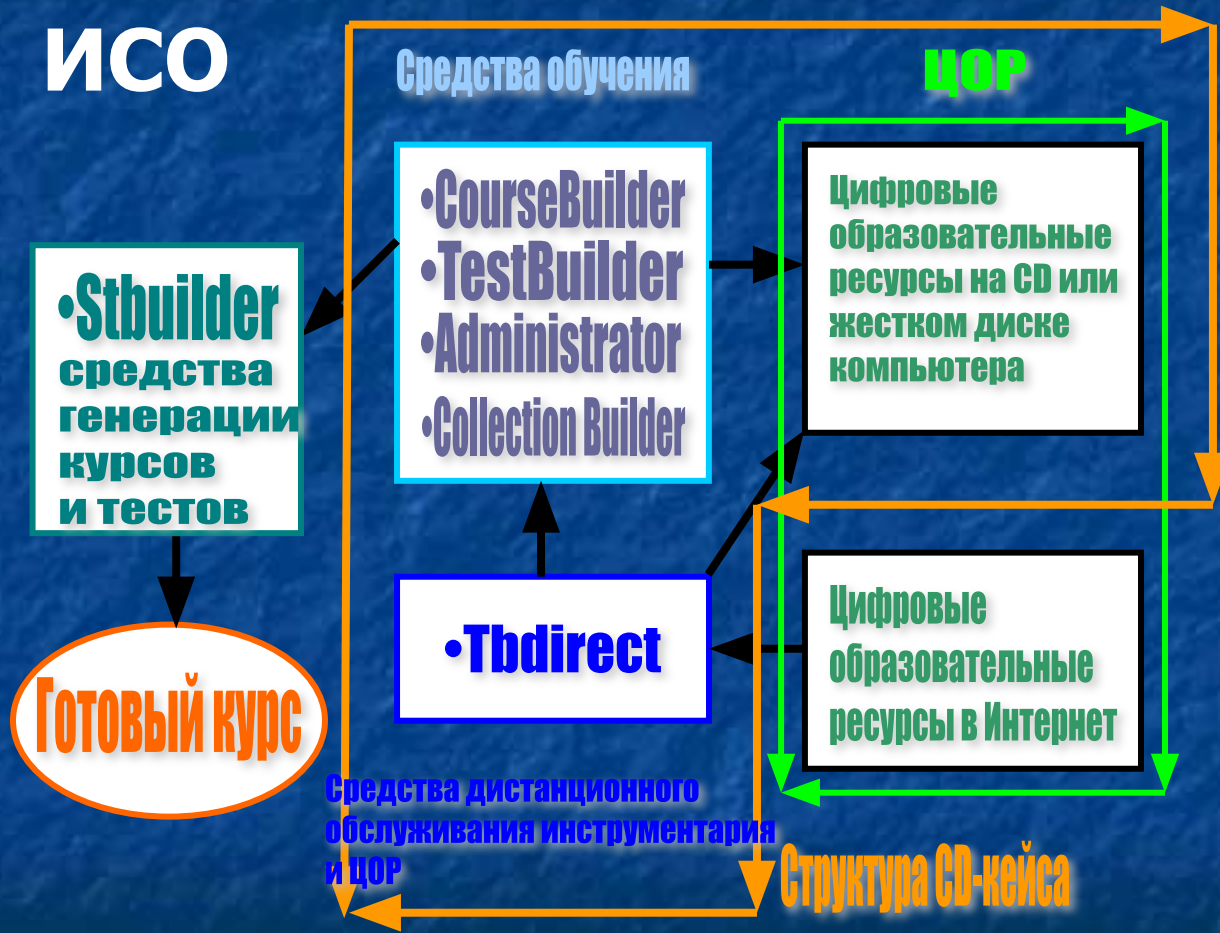 ИСО
Средства обучения
ЦОР
•CourseBuilder
•TestBuilder
•Administrator
•Collection Builder
Цифровые
образовательные
ресурсы на CD или
жестком диске
компьютера
•Stbuilder
средства
генерации
курсов
и тестов
•Tbdirect
Цифровые
образовательные
ресурсы в Интернет
Готовый курс
Средства дистанционного
обслуживания инструментария
и ЦОР
Структура CD-кейса